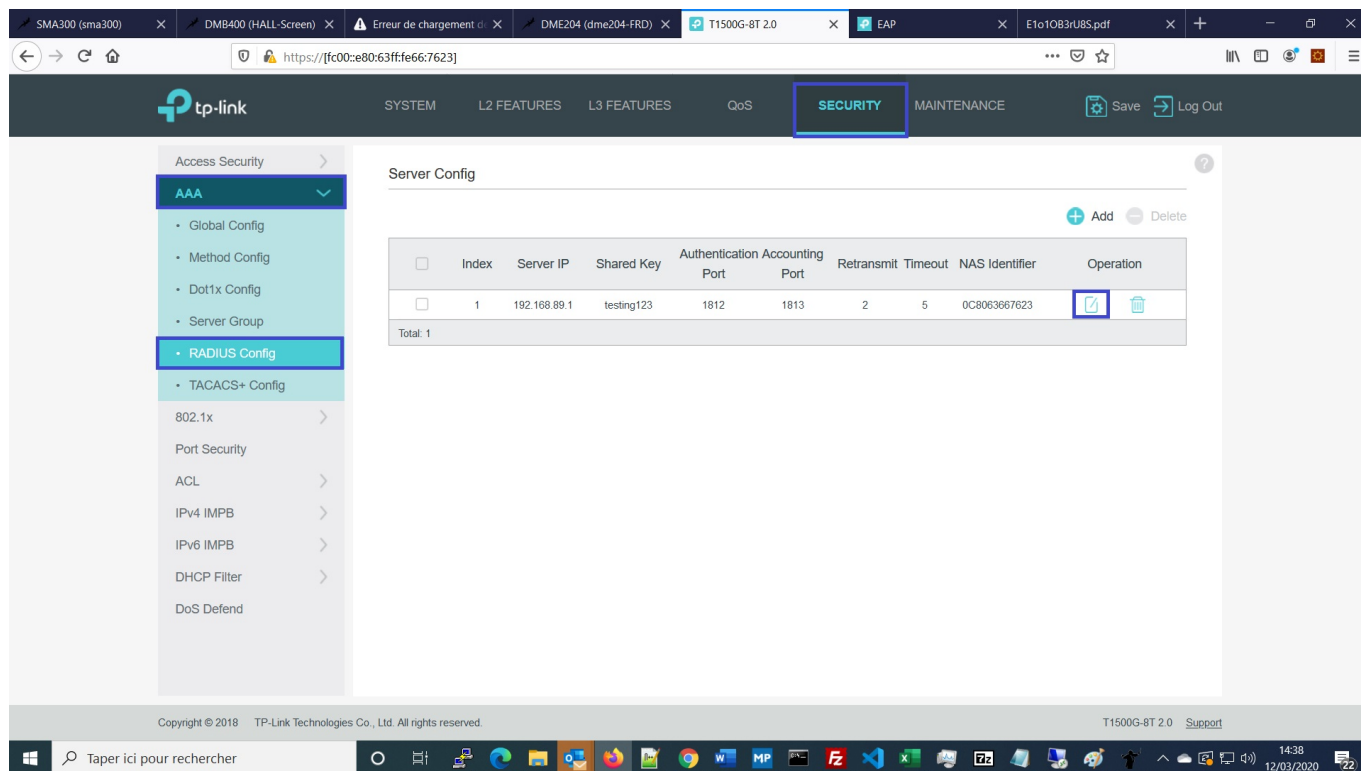 SMA300 (sma300)
DMB400 (HALL-Screen)
Erreur de chargement d
DME204 (dme204-FRD)
T1500G-8T 2.0
EAP
E1o1OB3rU8S.pdf
https://[fc00::e80:63ff:fe66:7623]
tp-link
SYSTEM L2 FEATURES L3 FEATURES QoS SECURITY MAINTENANCE Save Log Out
Access Security
AAA
• Global Config
• Method Config
• Dot1x Config
• Server Group
• RADIUS Config
• TACACS+ Config
802.1x
Port Security
ACL
IPv4 IMPB
IPv6 IMPB
DHCP Filter
DoS Defend
Server Config
?
Add Delete
Index Server IP Shared Key Authentication Port Accounting Port Retransmit Timeout NAS Identifier Operation
1 192.168.89.1 testing123 1812 1813 2 5 0C8063667623
Total: 1
Copyright © 2018 TP-Link Technologies Co., Ltd. All rights reserved. T1500G-8T 2.0 Support
Taper ici pour rechercher
14:38
12/03/2020
22